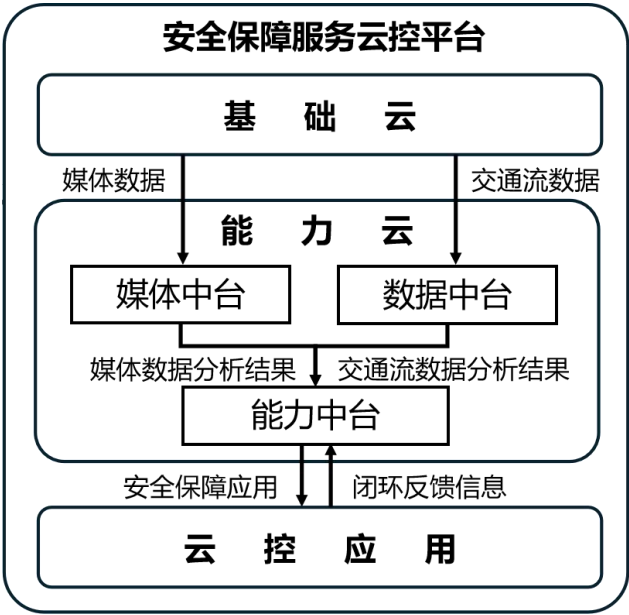 安全保障服务云控平台
基 础 云
媒体数据 交通流数据
能 力 云
媒体中台 数据中台
媒体数据分析结果 交通流数据分析结果
能力中台
安全保障应用 闭环反馈信息
云 控 应 用